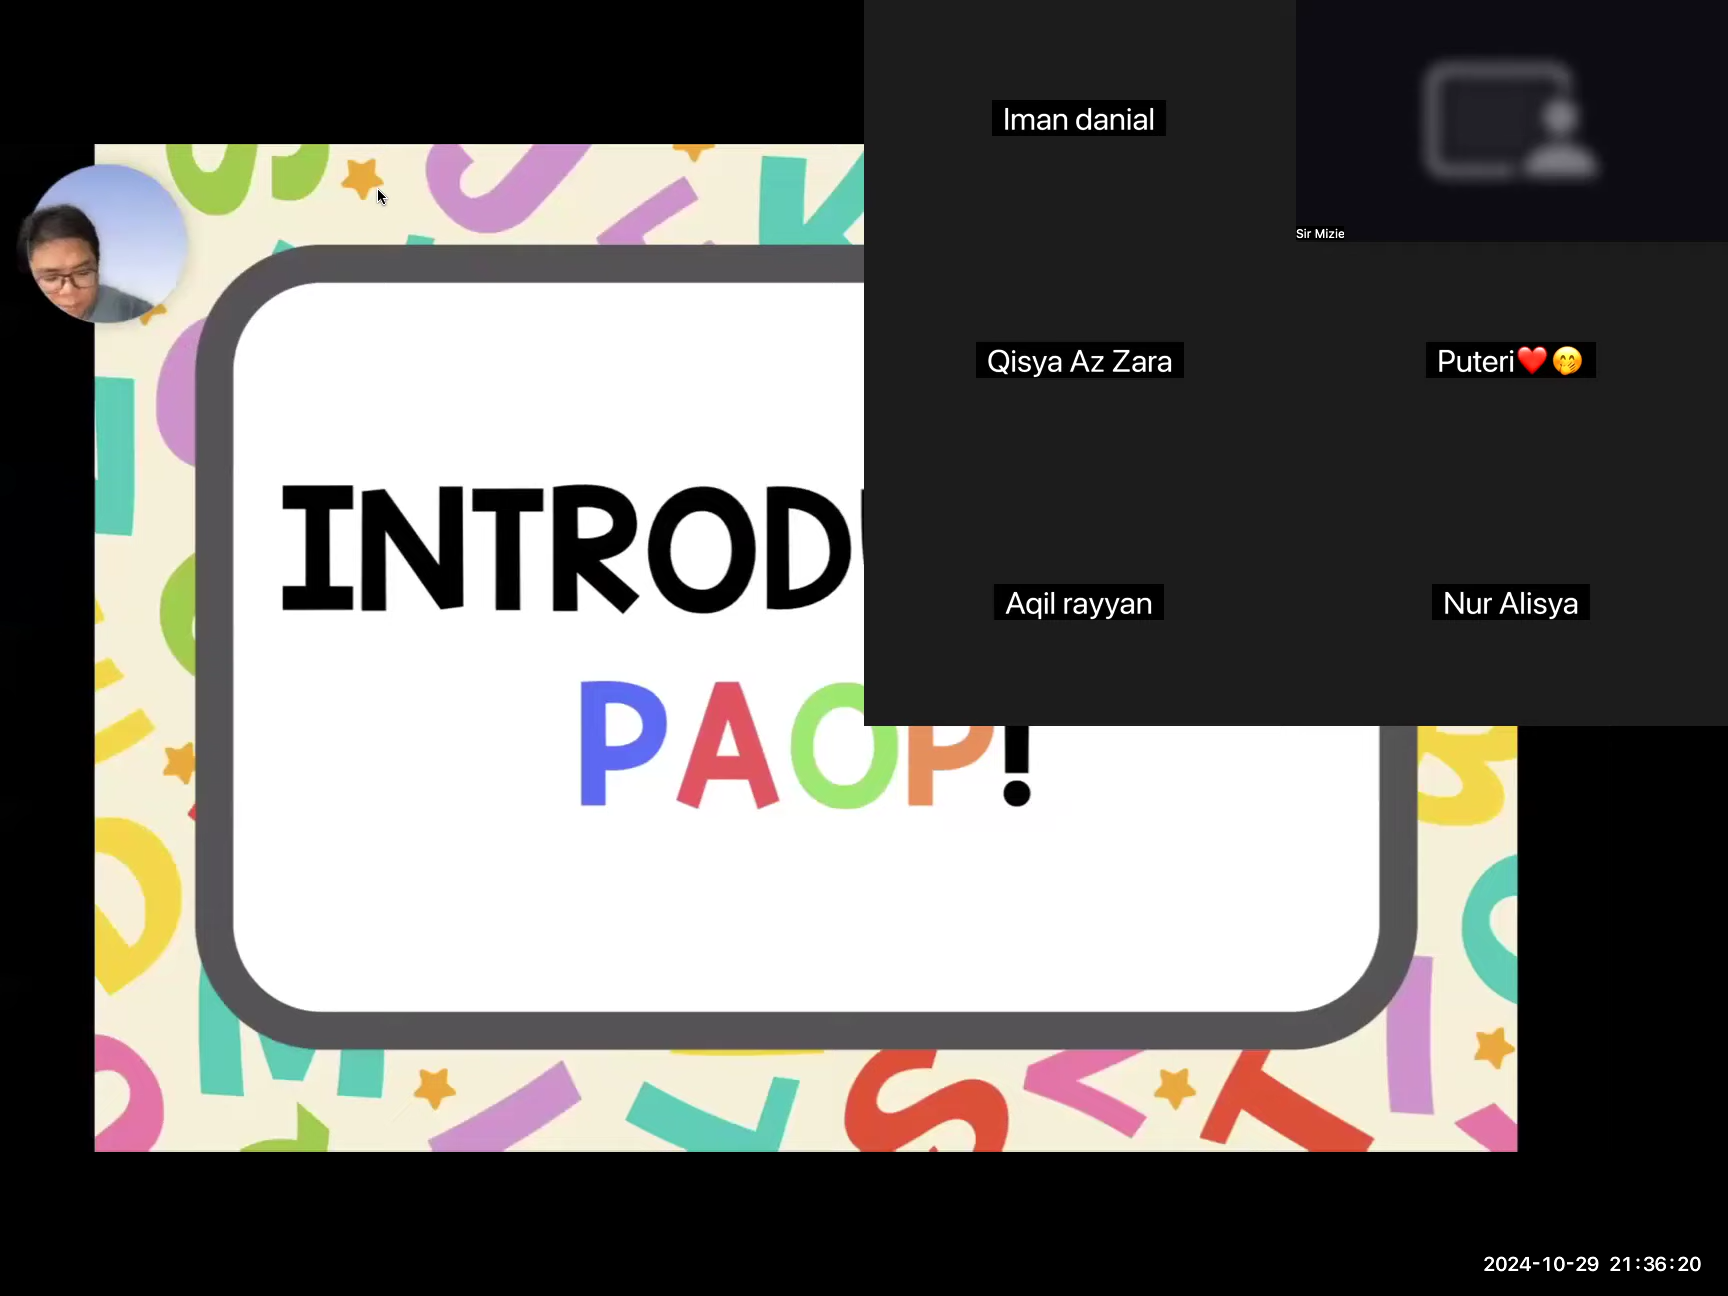 Iman danial
Sir Mizie
Qisya Az Zara
Puteri❤️🤭
Aqil rayyan
Nur Alisya
INTROD
PAOP!
2024-10-29 21:36:20